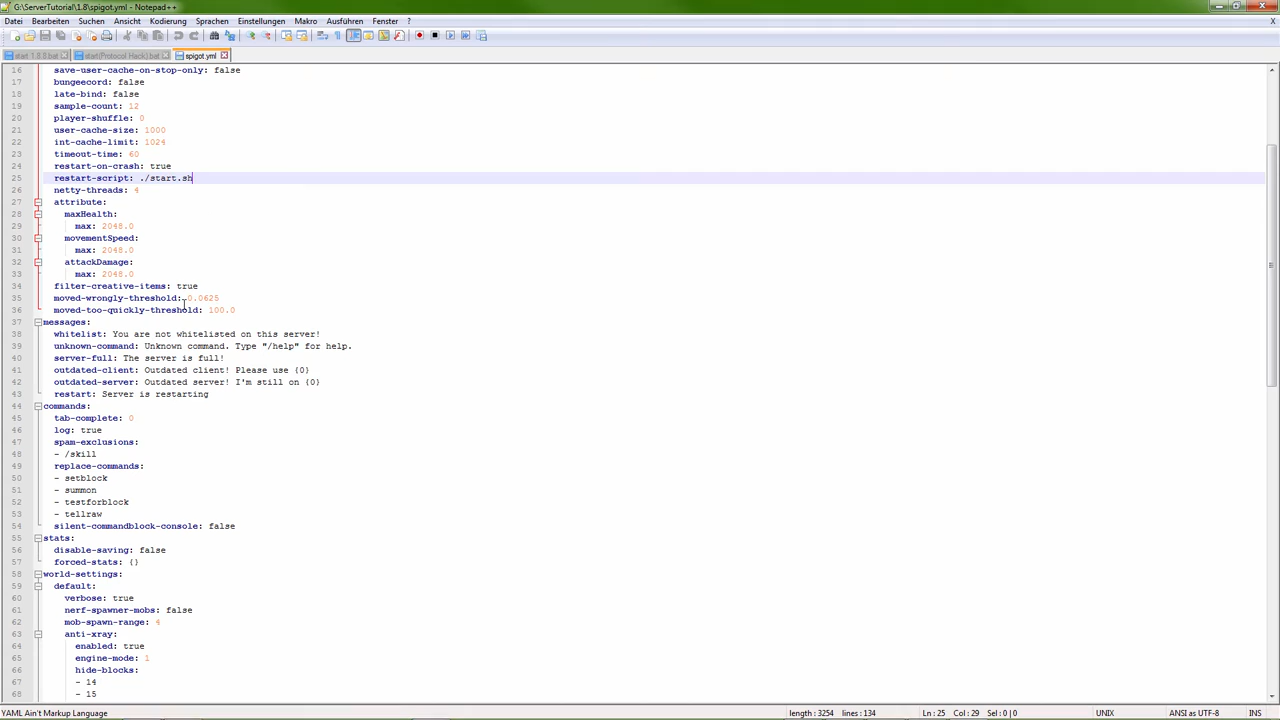 G:\ServerTutorial\1.8\spigot.yml - Notepad++
Datei Bearbeiten Suchen Ansicht Kodierung Sprachen Einstellungen Makro Ausführen Fenster ? X
start 1.8.8.bat start(Protocol Hack).bat spigot.yml
16 save-user-cache-on-stop-only: false
17 bungeecord: false
18 late-bind: false
19 sample-count: 12
20 player-shuffle: 0
21 user-cache-size: 1000
22 int-cache-limit: 1024
23 timeout-time: 60
24 restart-on-crash: true
25 restart-script: ./start.sh
26 netty-threads: 4
27 attribute:
28 maxHealth:
29 max: 2048.0
30 movementSpeed:
31 max: 2048.0
32 attackDamage:
33 max: 2048.0
34 filter-creative-items: true
35 moved-wrongly-threshold: 0.0625
36 moved-too-quickly-threshold: 100.0
37 messages:
38 whitelist: You are not whitelisted on this server!
39 unknown-command: Unknown command. Type "/help" for help.
40 server-full: The server is full!
41 outdated-client: Outdated client! Please use {0}
42 outdated-server: Outdated server! I'm still on {0}
43 restart: Server is restarting
44 commands:
45 tab-complete: 0
46 log: true
47 spam-exclusions:
48 - /skill
49 replace-commands:
50 - setblock
51 - summon
52 - testforblock
53 - tellraw
54 silent-commandblock-console: false
55 stats:
56 disable-saving: false
57 forced-stats: {}
58 world-settings:
59 default:
60 verbose: true
61 nerf-spawner-mobs: false
62 mob-spawn-range: 4
63 anti-xray:
64 enabled: true
65 engine-mode: 1
66 hide-blocks:
67 - 14
68 - 15
YAML Ain't Markup Language length : 3254 lines : 134 Ln : 25 Col : 29 Sel : 0 | 0 UNIX ANSI as UTF-8 INS